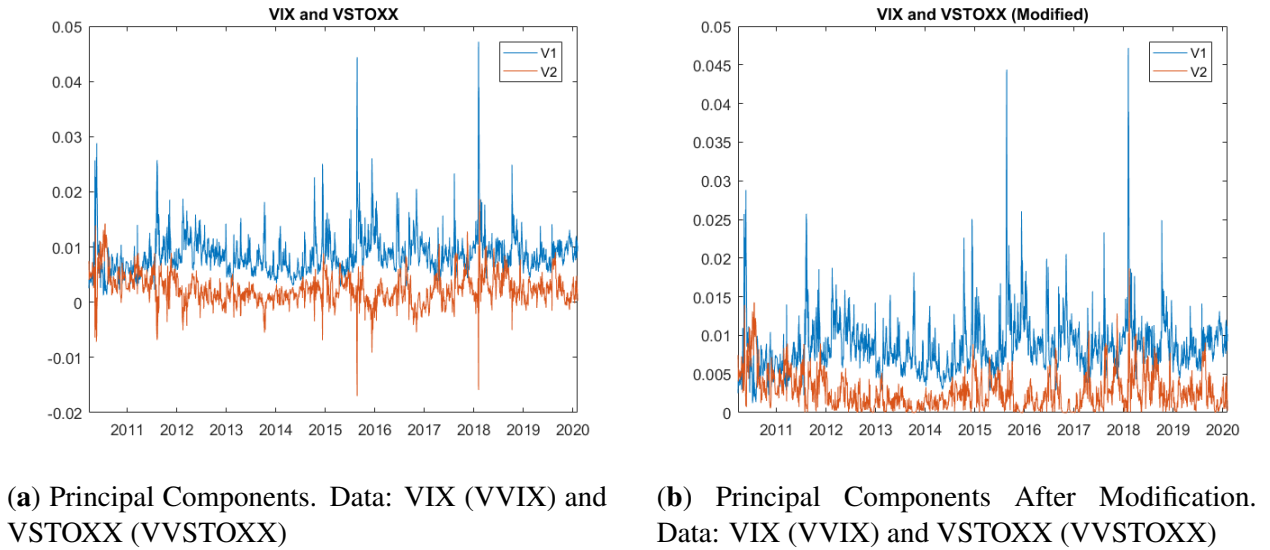 VIX and VSTOXX
0.05
0.04
0.03
0.02
0.01
0
-0.01
-0.02
2011 2012 2013 2014 2015 2016 2017 2018 2019 2020
V1
V2
VIX and VSTOXX (Modified)
0.05
0.045
0.04
0.035
0.03
0.025
0.02
0.015
0.01
0.005
0
2011 2012 2013 2014 2015 2016 2017 2018 2019 2020
V1
V2
(a) Principal Components. Data: VIX (VVIX) and
VSTOXX (VVSTOXX)
(b) Principal Components After Modification.
Data: VIX (VVIX) and VSTOXX (VVSTOXX)